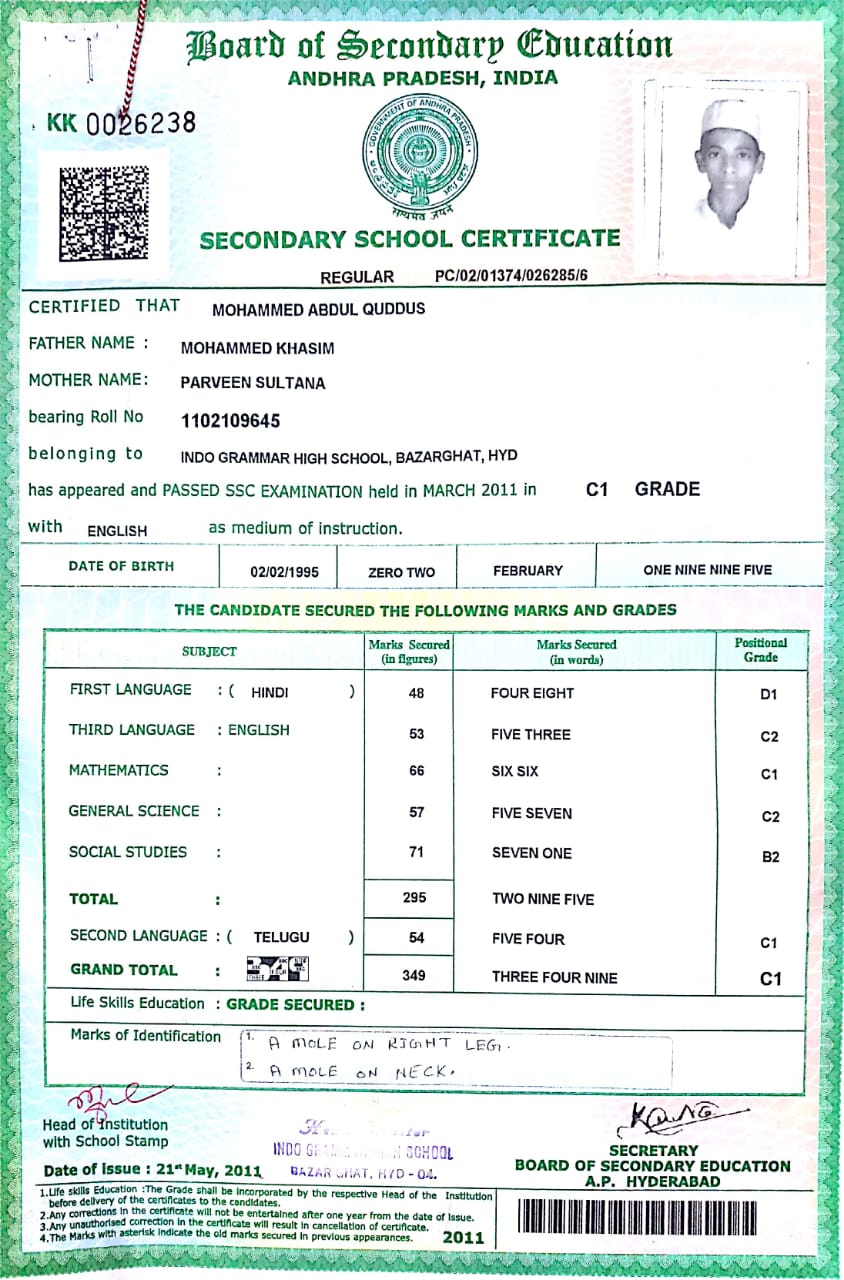 Board of Secondary Education
ANDHRA PRADESH, INDIA
KK 0026238
GOVERNMENT OF ANDHRA PRADESH
सत्यमेव जयते
SECONDARY SCHOOL CERTIFICATE
REGULAR PC/02/01374/026285/6
CERTIFIED THAT MOHAMMED ABDUL QUDDUS
FATHER NAME : MOHAMMED KHASIM
MOTHER NAME: PARVEEN SULTANA
bearing Roll No 1102109645
belonging to INDO GRAMMAR HIGH SCHOOL, BAZARGHAT, HYD
has appeared and PASSED SSC EXAMINATION held in MARCH 2011 in C1 GRADE
with ENGLISH as medium of instruction.
DATE OF BIRTH 02/02/1995 ZERO TWO FEBRUARY ONE NINE NINE FIVE
THE CANDIDATE SECURED THE FOLLOWING MARKS AND GRADES
SUBJECT Marks Secured (in figures) Marks Secured (in words) Positional Grade
FIRST LANGUAGE : ( HINDI ) 48 FOUR EIGHT D1
THIRD LANGUAGE : ENGLISH 53 FIVE THREE C2
MATHEMATICS : 66 SIX SIX C1
GENERAL SCIENCE : 57 FIVE SEVEN C2
SOCIAL STUDIES : 71 SEVEN ONE B2
TOTAL : 295 TWO NINE FIVE
SECOND LANGUAGE : ( TELUGU ) 54 FIVE FOUR C1
GRAND TOTAL : 349 THREE FOUR NINE C1
Life Skills Education : GRADE SECURED :
Marks of Identification
1. A MOLE ON RIGHT LEG.
2. A MOLE ON NECK.
Head of Institution
with School Stamp
INDO GRAMMAR HIGH SCHOOL
BAZAR GHAT, HYD - 04.
SECRETARY
BOARD OF SECONDARY EDUCATION
A.P. HYDERABAD
Date of issue : 21st May, 2011
1.Life skills Education :The Grade shall be incorporated by the respective Head of the Institution
before delivery of the certificates to the candidates.
2.Any corrections in the certificate will not be entertained after one year from the date of issue.
3.Any unauthorised correction in the certificate will result in cancellation of certificate.
4.The Marks with asterisk indicate the old marks secured in previous appearances. 2011